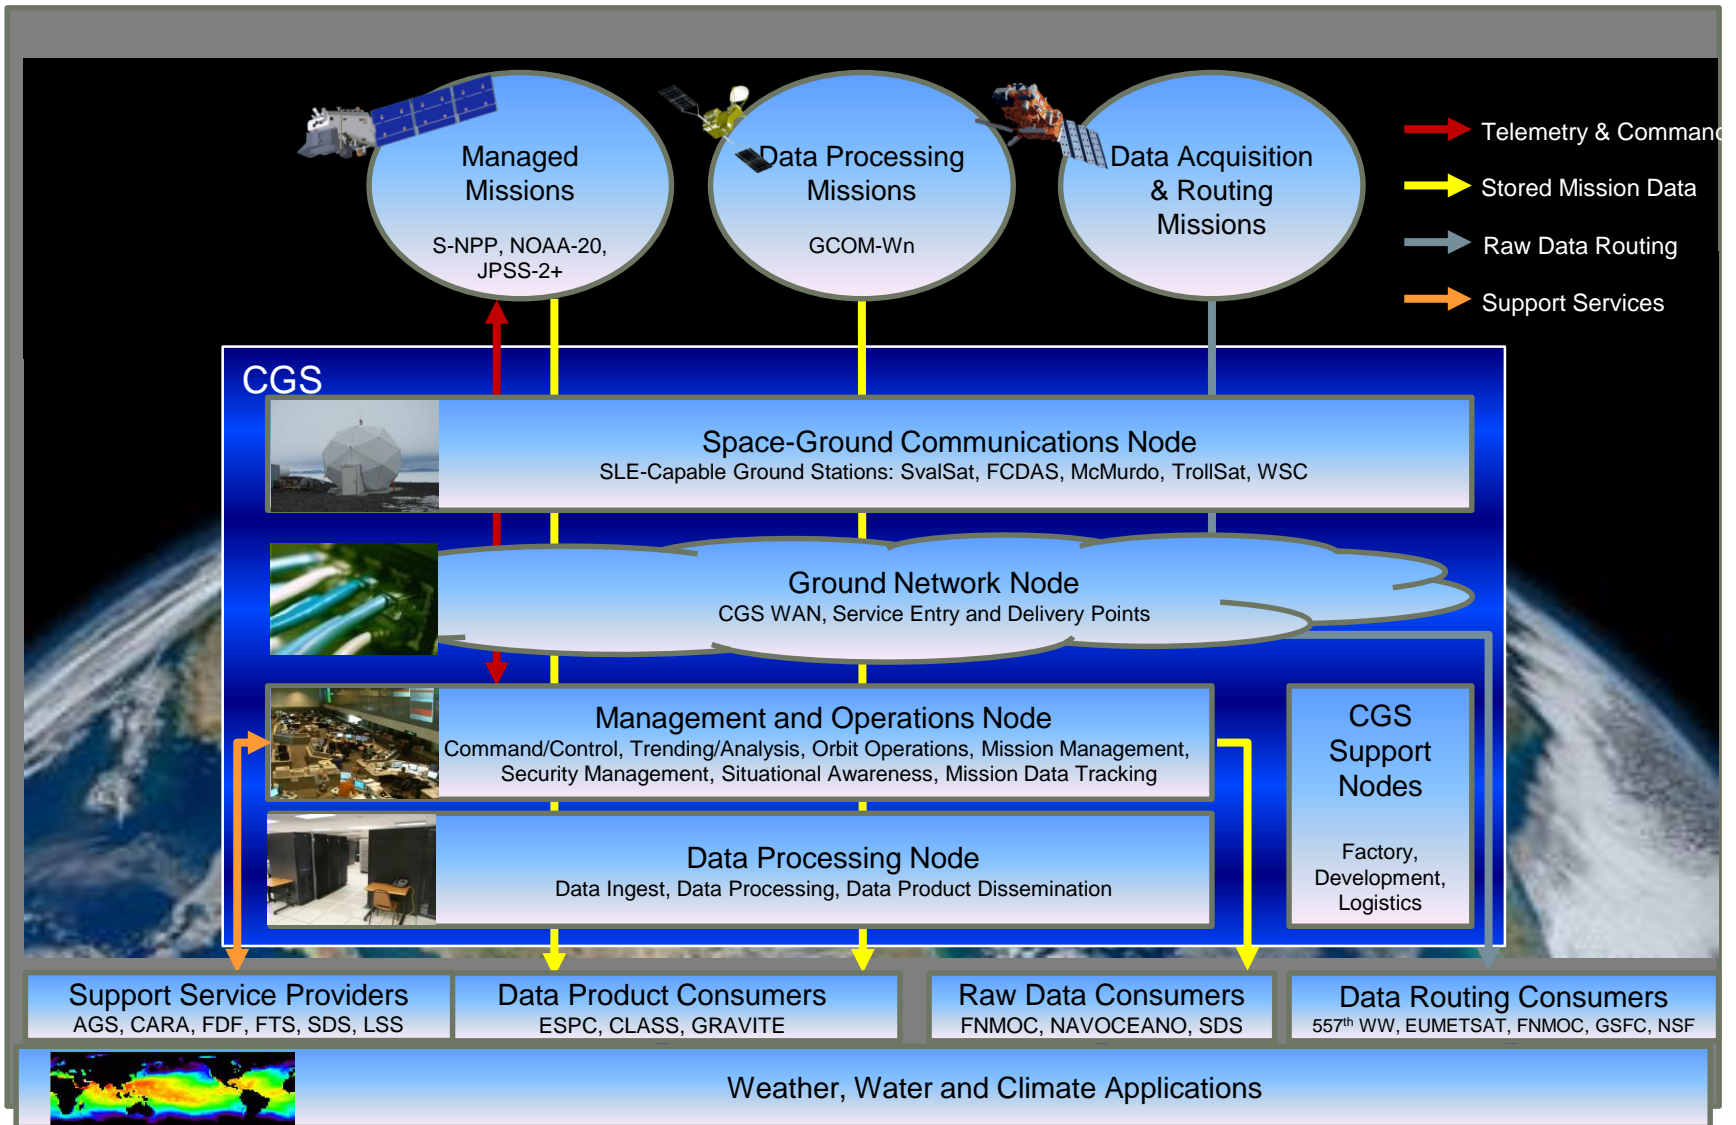 Managed
Missions
S-NPP, NOAA-20,
JPSS-2+
Data Processing
Missions
GCOM-Wn
Data Acquisition
& Routing
Missions
Telemetry & Command
Stored Mission Data
Raw Data Routing
Support Services
CGS
Space-Ground Communications Node
SLE-Capable Ground Stations: SvalSat, FCDAS, McMurdo, TrollSat, WSC
Ground Network Node
CGS WAN, Service Entry and Delivery Points
Management and Operations Node
Command/Control, Trending/Analysis, Orbit Operations, Mission Management,
Security Management, Situational Awareness, Mission Data Tracking
CGS
Support
Nodes
Factory,
Development,
Logistics
Data Processing Node
Data Ingest, Data Processing, Data Product Dissemination
Support Service Providers
AGS, CARA, FDF, FTS, SDS, LSS
Data Product Consumers
ESPC, CLASS, GRAVITE
Raw Data Consumers
FNMOC, NAVOCEANO, SDS
Data Routing Consumers
557th WW, EUMETSAT, FNMOC, GSFC, NSF
Weather, Water and Climate Applications